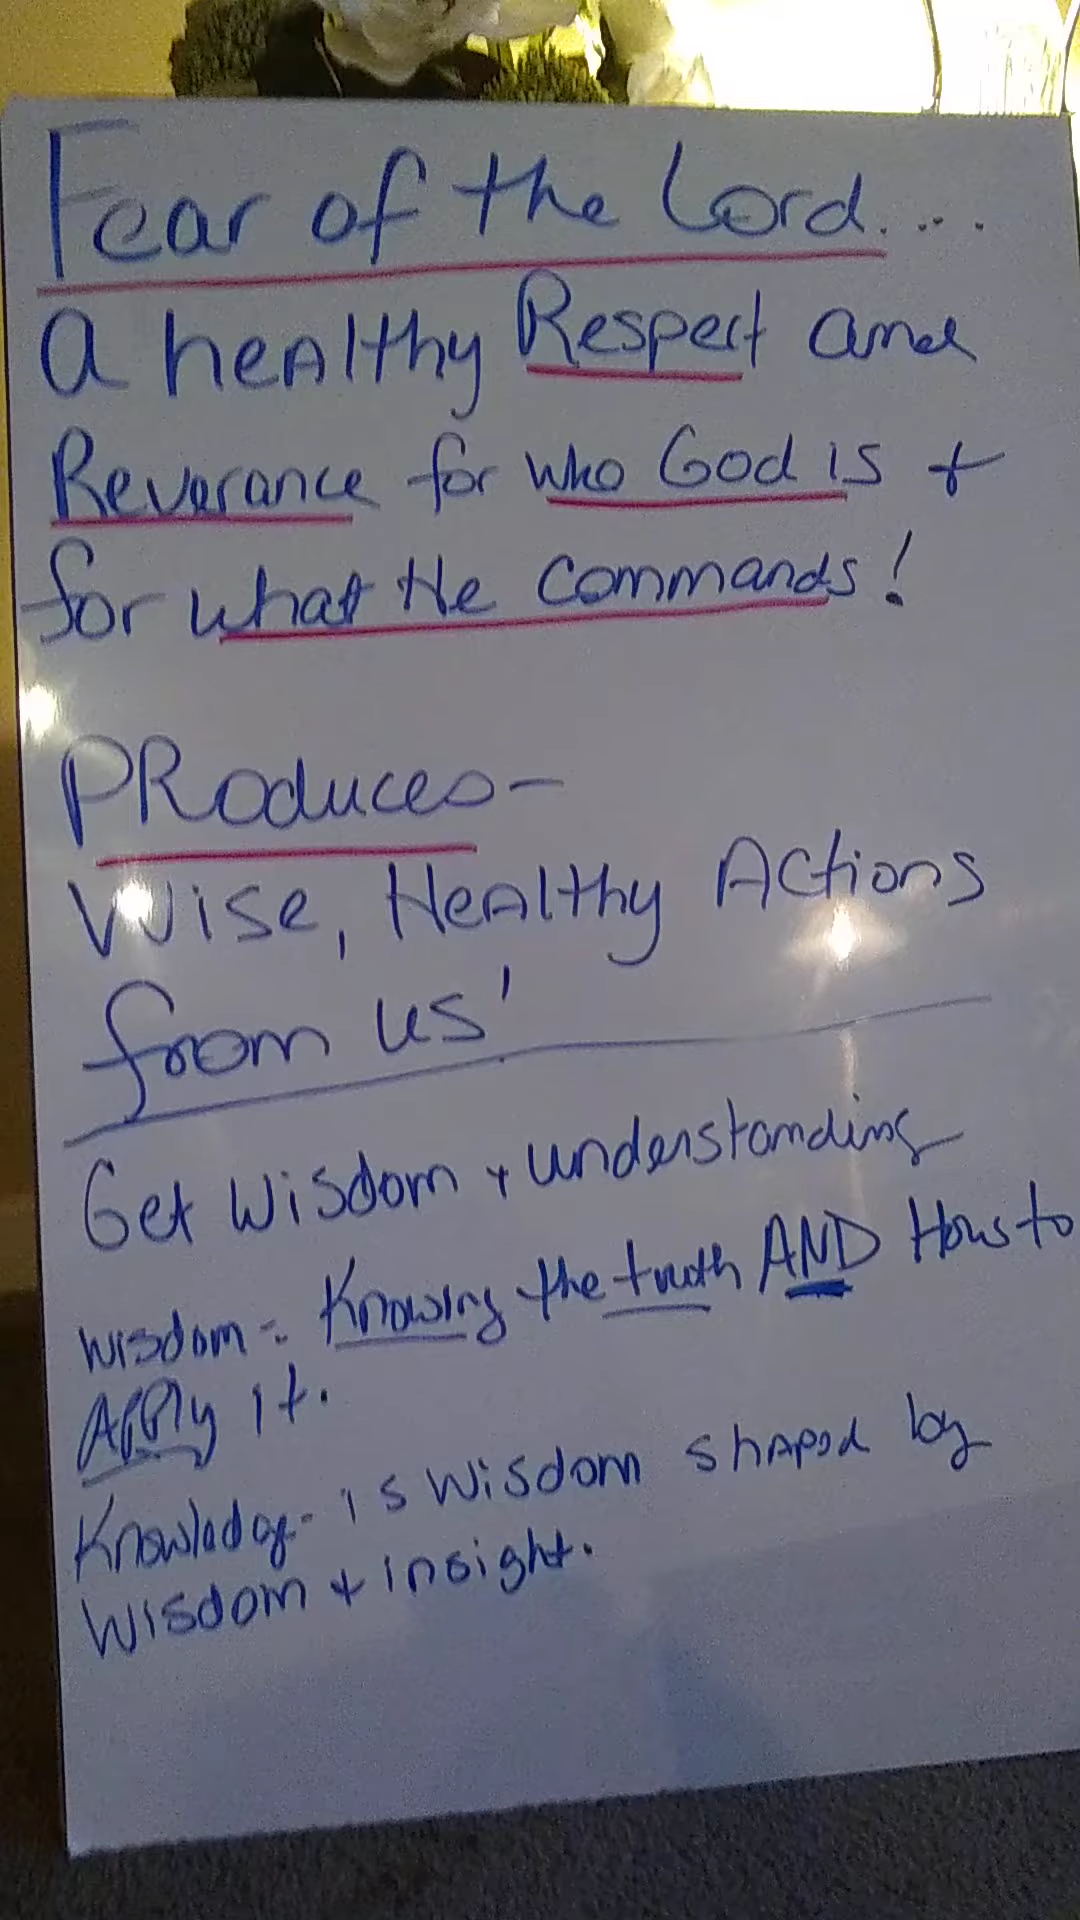 Fear of the Lord....
a heAlthy Respect and
Reverance for who God is +
for what He commands!
PRoduces-
Wise, HeAlthy Actions
from us!
Get Wisdom + understanding
wisdom = Knowing the truth AND How to
Apply it.
Knowledge- is wisdom shaped by
wisdom + insight.